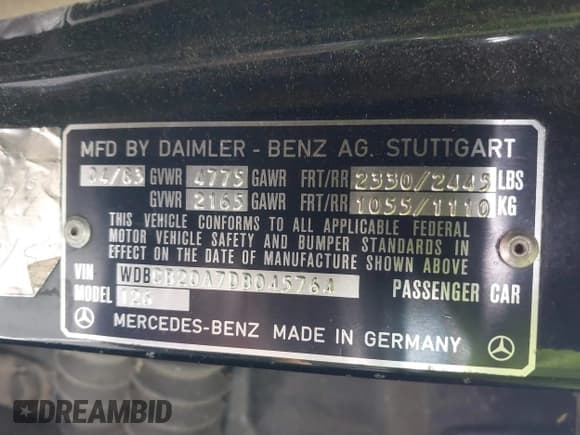 MFD BY DAIMLER - BENZ AG. STUTTGART
04/83 GVWR 4775 GAWR FRT/RR 2330/2445 LBS
GVWR 2165 GAWR FRT/RR 1055/1110 KG
THIS VEHICLE CONFORMS TO ALL APPLICABLE FEDERAL
MOTOR VEHICLE SAFETY AND BUMPER STANDARDS IN
EFFECT ON THE DATE OF MANUFACTURE SHOWN ABOVE
VIN WDBCB20A7DB045764
MODEL 126 PASSENGER CAR
MERCEDES-BENZ MADE IN GERMANY
DREAMBID